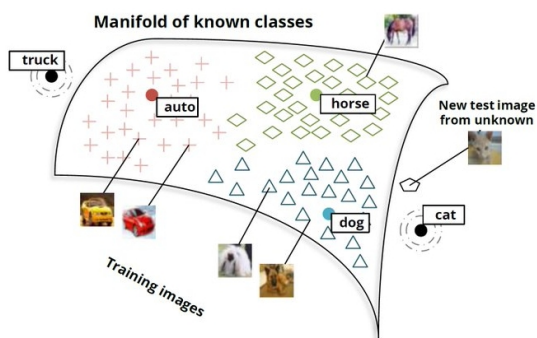 Manifold of known classes
truck
auto
horse
New test image
from unknown
cat
dog
Training images